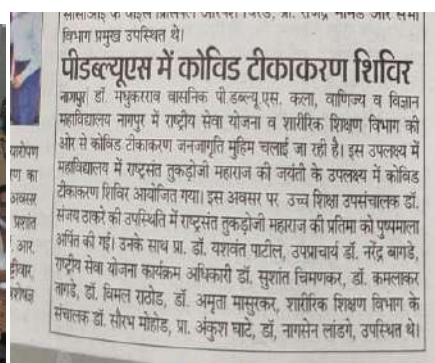 विभाग प्रमुख उपस्थित थे।
पीडब्ल्यूएस में कोविड टीकाकरण शिविर
नागपुर। डॉ. मधुकरराव वासनिक पी.डब्ल्यू.एस. कला, वाणिज्य व विज्ञान
महाविद्यालय नागपुर में राष्ट्रीय सेवा योजना व शारीरिक शिक्षण विभाग की
ओर से कोविड टीकाकरण जनजागृति मुहिम चलाई जा रही है। इस उपलक्ष्य में
महाविद्यालय में राष्ट्रसंत तुकड़ोजी महाराज की जयंती के उपलक्ष्य में कोविड
टीकाकरण शिविर आयोजित गया। इस अवसर पर उच्च शिक्षा उपसंचालक डॉ.
संजय ठाकरे की उपस्थिति में राष्ट्रसंत तुकड़ोजी महाराज की प्रतिमा को पुष्पमाला
अर्पित की गई। उनके साथ प्रा. डॉ. यशवंत पाटील, उपप्राचार्य डॉ. नरेंद्र बागडे,
राष्ट्रीय सेवा योजना कार्यक्रम अधिकारी डॉ. सुशांत चिमणकर, डॉ. कमलाकर
तागडे, डॉ. विमल राठोड, डॉ. अमृता मासुरकर, शारीरिक शिक्षण विभाग के
संचालक डॉ. सौरभ मोहोड, प्रा. अंकुश घाटे, डॉ, नागसेन लांडगे, उपस्थित थे।